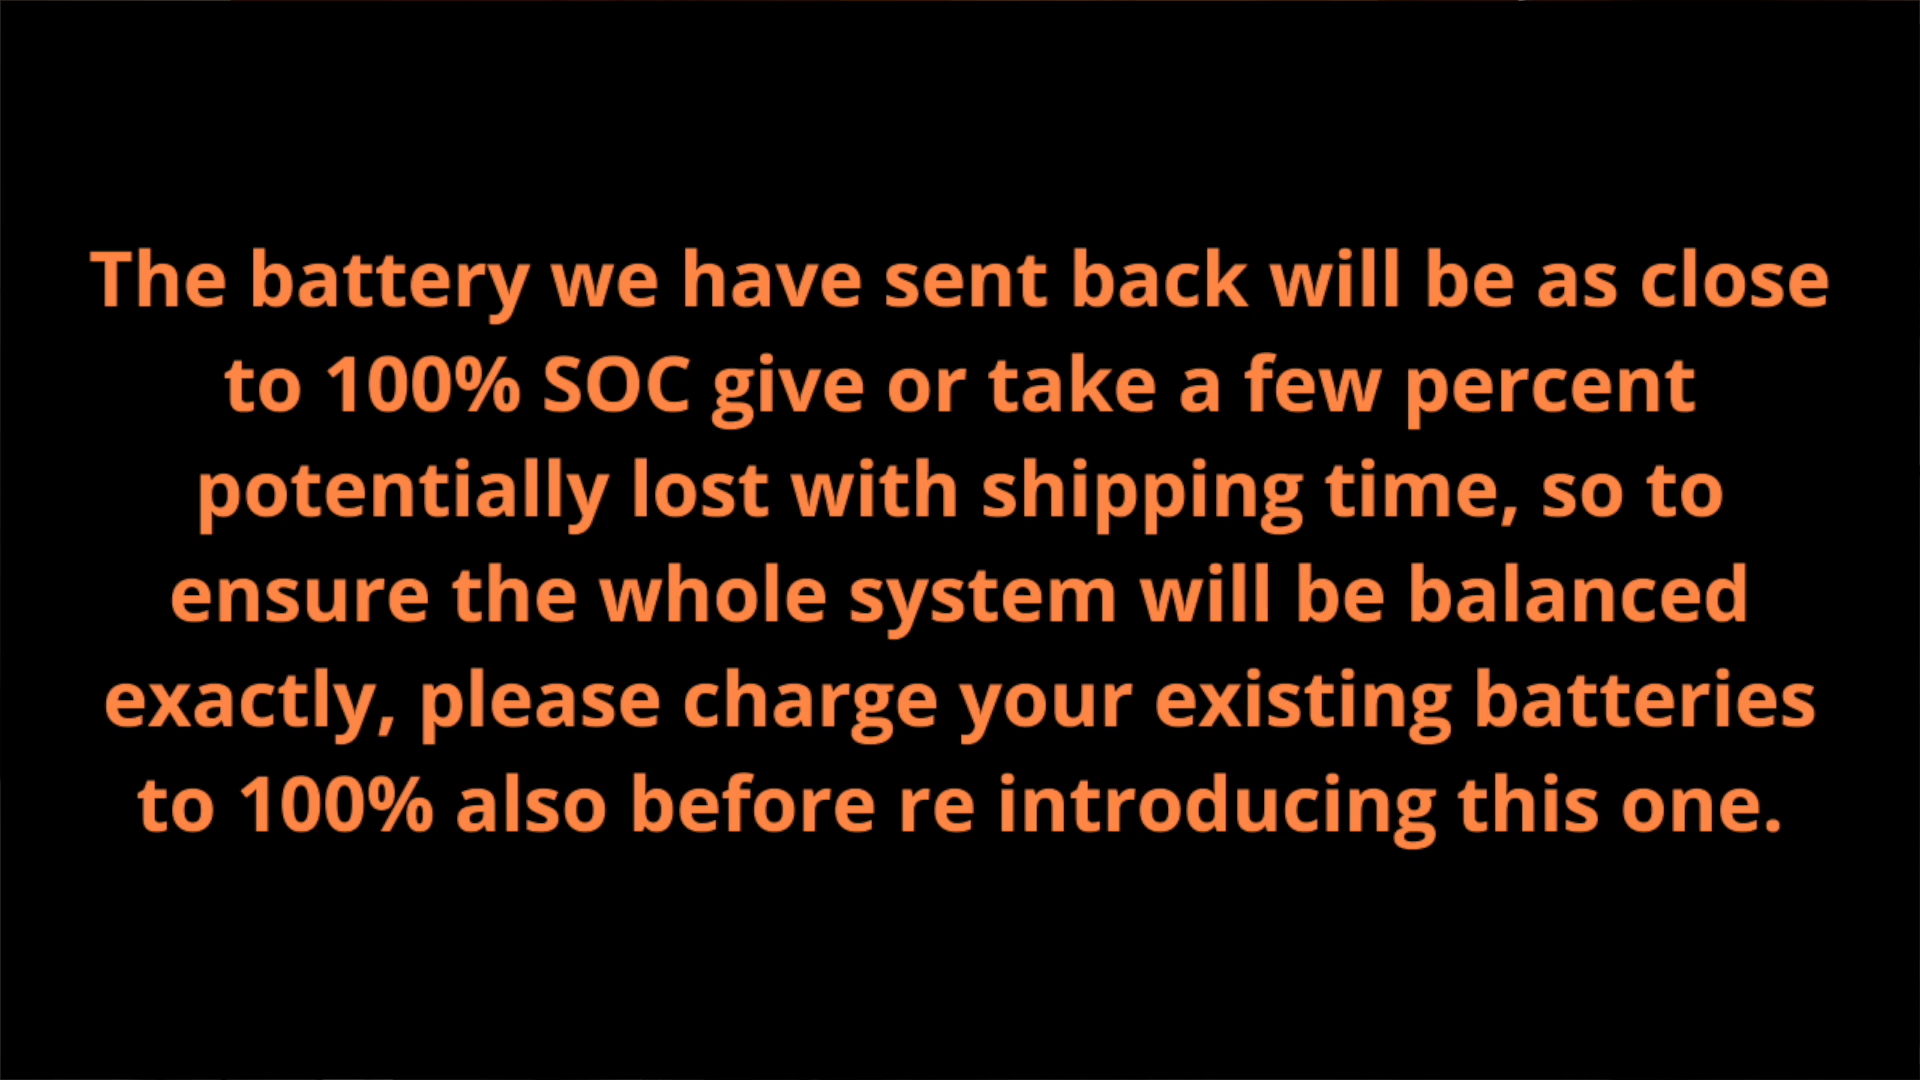 The battery we have sent back will be as close
to 100% SOC give or take a few percent
potentially lost with shipping time, so to
ensure the whole system will be balanced
exactly, please charge your existing batteries
to 100% also before re introducing this one.